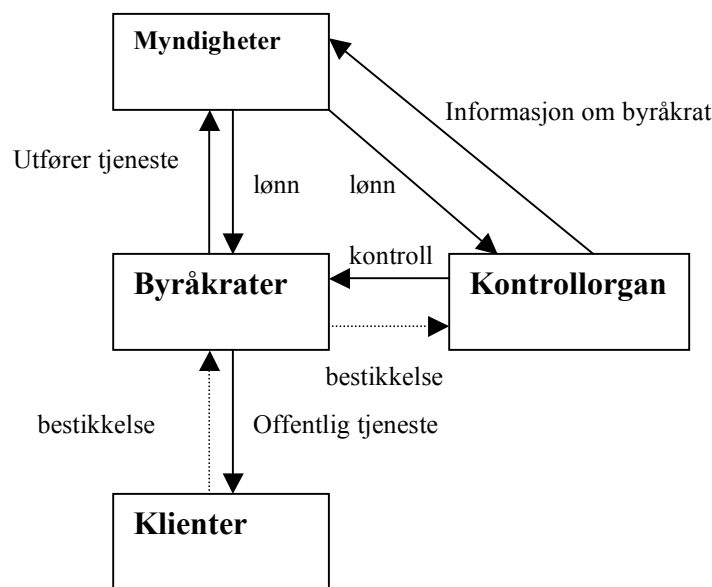 Myndigheter
Informasjon om byråkrat
Utfører tjeneste
lønn
lønn
kontroll
Byråkrater
Kontrollorgan
bestikkelse
bestikkelse
Offentlig tjeneste
Klienter